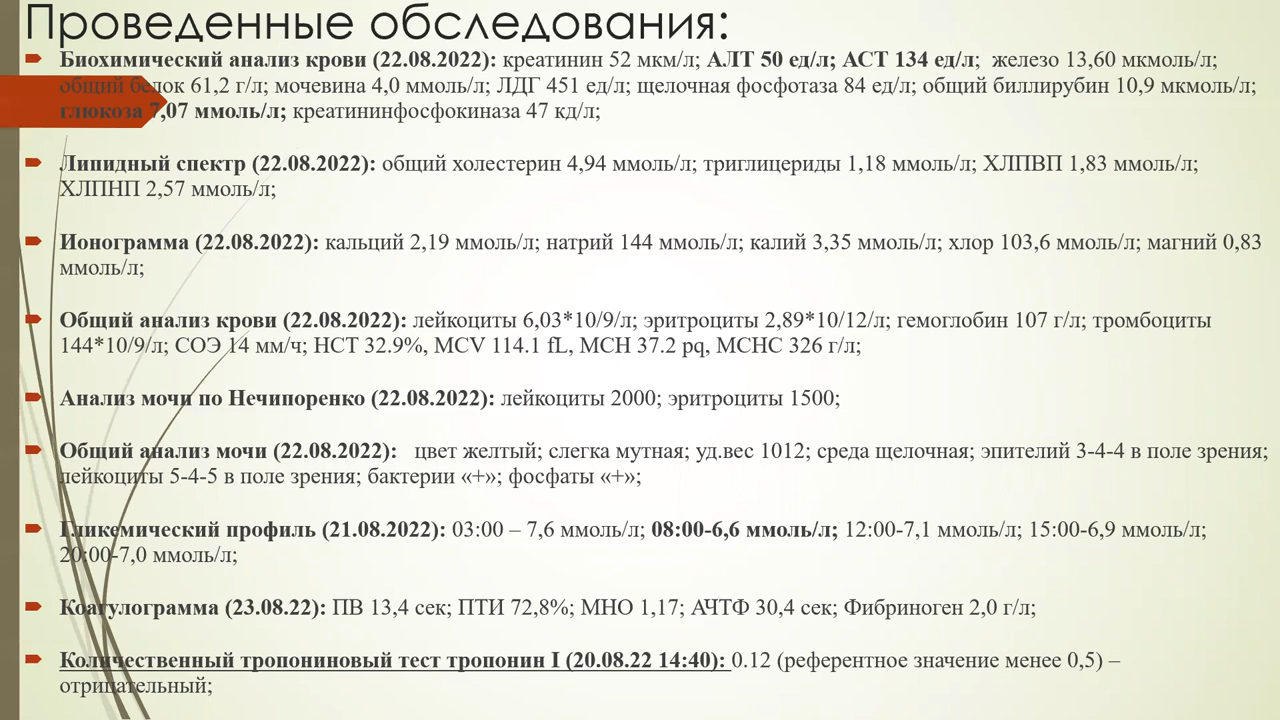 Проведенные обследования:
Биохимический анализ крови (22.08.2022): креатинин 52 мкм/л; АЛТ 50 ед/л; АСТ 134 ед/л;  железо 13,60 мкмоль/л;
общий белок 61,2 г/л; мочевина 4,0 ммоль/л; ЛДГ 451 ед/л; щелочная фосфотаза 84 ед/л; общий биллирубин 10,9 мкмоль/л;
глюкоза 7,07 ммоль/л; креатининфосфокиназа 47 кд/л;
Липидный спектр (22.08.2022): общий холестерин 4,94 ммоль/л; триглицериды 1,18 ммоль/л; ХЛПВП 1,83 ммоль/л;
ХЛПНП 2,57 ммоль/л;
Ионограмма (22.08.2022): кальций 2,19 ммоль/л; натрий 144 ммоль/л; калий 3,35 ммоль/л; хлор 103,6 ммоль/л; магний 0,83
ммоль/л;
Общий анализ крови (22.08.2022): лейкоциты 6,03*10/9/л; эритроциты 2,89*10/12/л; гемоглобин 107 г/л; тромбоциты
144*10/9/л; СОЭ 14 мм/ч; НСТ 32.9%, MCV 114.1 fL, МСН 37.2 pq, МСНС 326 г/л;
Анализ мочи по Нечипоренко (22.08.2022): лейкоциты 2000; эритроциты 1500;
Общий анализ мочи (22.08.2022):   цвет желтый; слегка мутная; уд.вес 1012; среда щелочная; эпителий 3-4-4 в поле зрения;
лейкоциты 5-4-5 в поле зрения; бактерии «+»; фосфаты «+»;
Гликемический профиль (21.08.2022): 03:00 – 7,6 ммоль/л; 08:00-6,6 ммоль/л; 12:00-7,1 ммоль/л; 15:00-6,9 ммоль/л;
20:00-7,0 ммоль/л;
Коагулограмма (23.08.22): ПВ 13,4 сек; ПТИ 72,8%; МНО 1,17; АЧТФ 30,4 сек; Фибриноген 2,0 г/л;
Количественный тропониновый тест тропонин I (20.08.22 14:40): 0.12 (референтное значение менее 0,5) –
отрицательный;